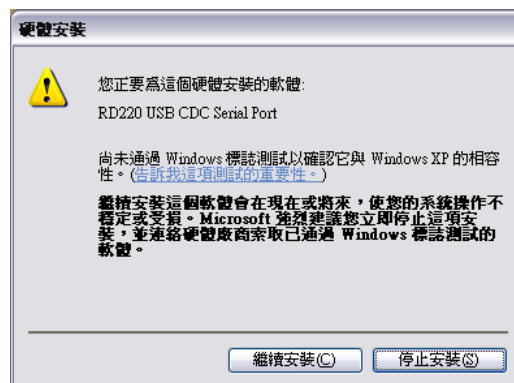 硬體安裝
您正要為這個硬體安裝的軟體:
RD220 USB CDC Serial Port
尚未通過 Windows 標誌測試以確認它與 Windows XP 的相容
性。(告訴我這項測試的重要性。)
繼續安裝這個軟體會在現在或將來，使您的系統操作不
穩定或受損。Microsoft 強烈建議您立即停止這項安
裝，並連絡硬體廠商索取已通過 Windows 標誌測試的
軟體。
繼續安裝(C)
停止安裝(S)